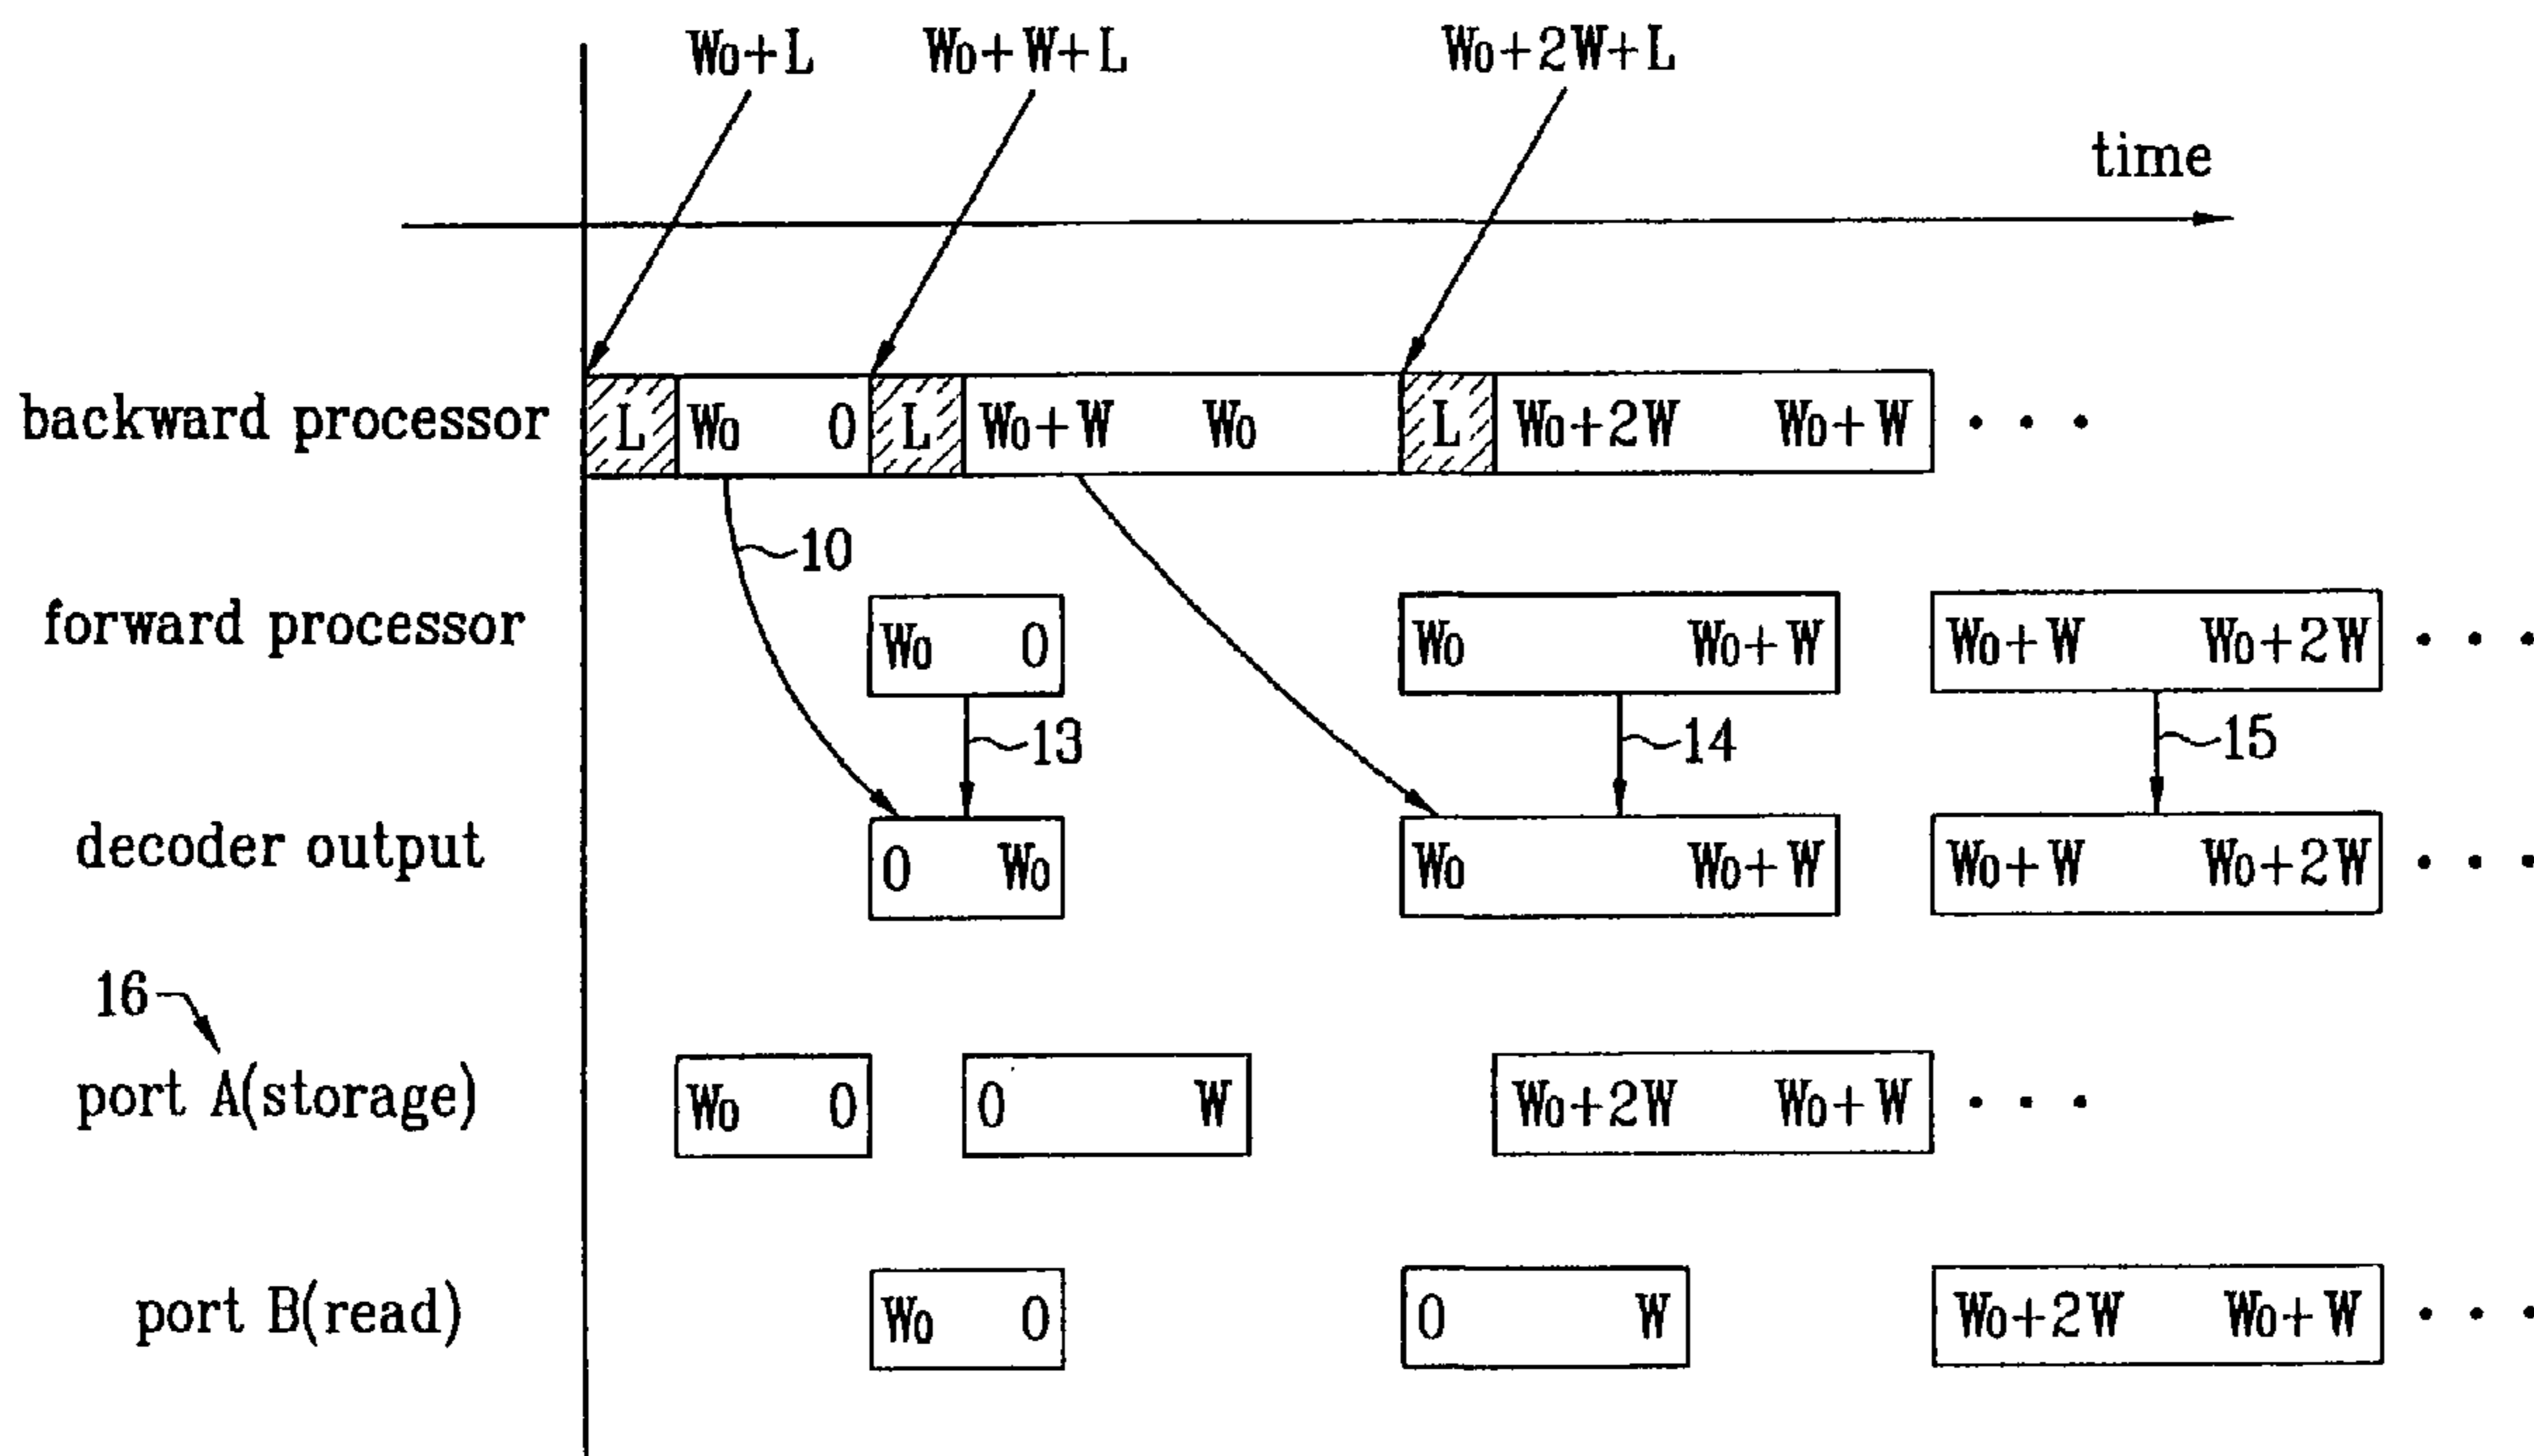 W₀+L W₀+W+L W₀+2W+L
time
backward processor L W₀ 0 L W₀+W W₀ L W₀+2W W₀+W • • •
10
forward processor W₀ 0 W₀ W₀+W W₀+W W₀+2W • • •
13 14 15
decoder output 0 W₀ W₀ W₀+W W₀+W W₀+2W • • •
16
port A(storage) W₀ 0 0 W W₀+2W W₀+W • • •
port B(read) W₀ 0 0 W W₀+2W W₀+W • • •